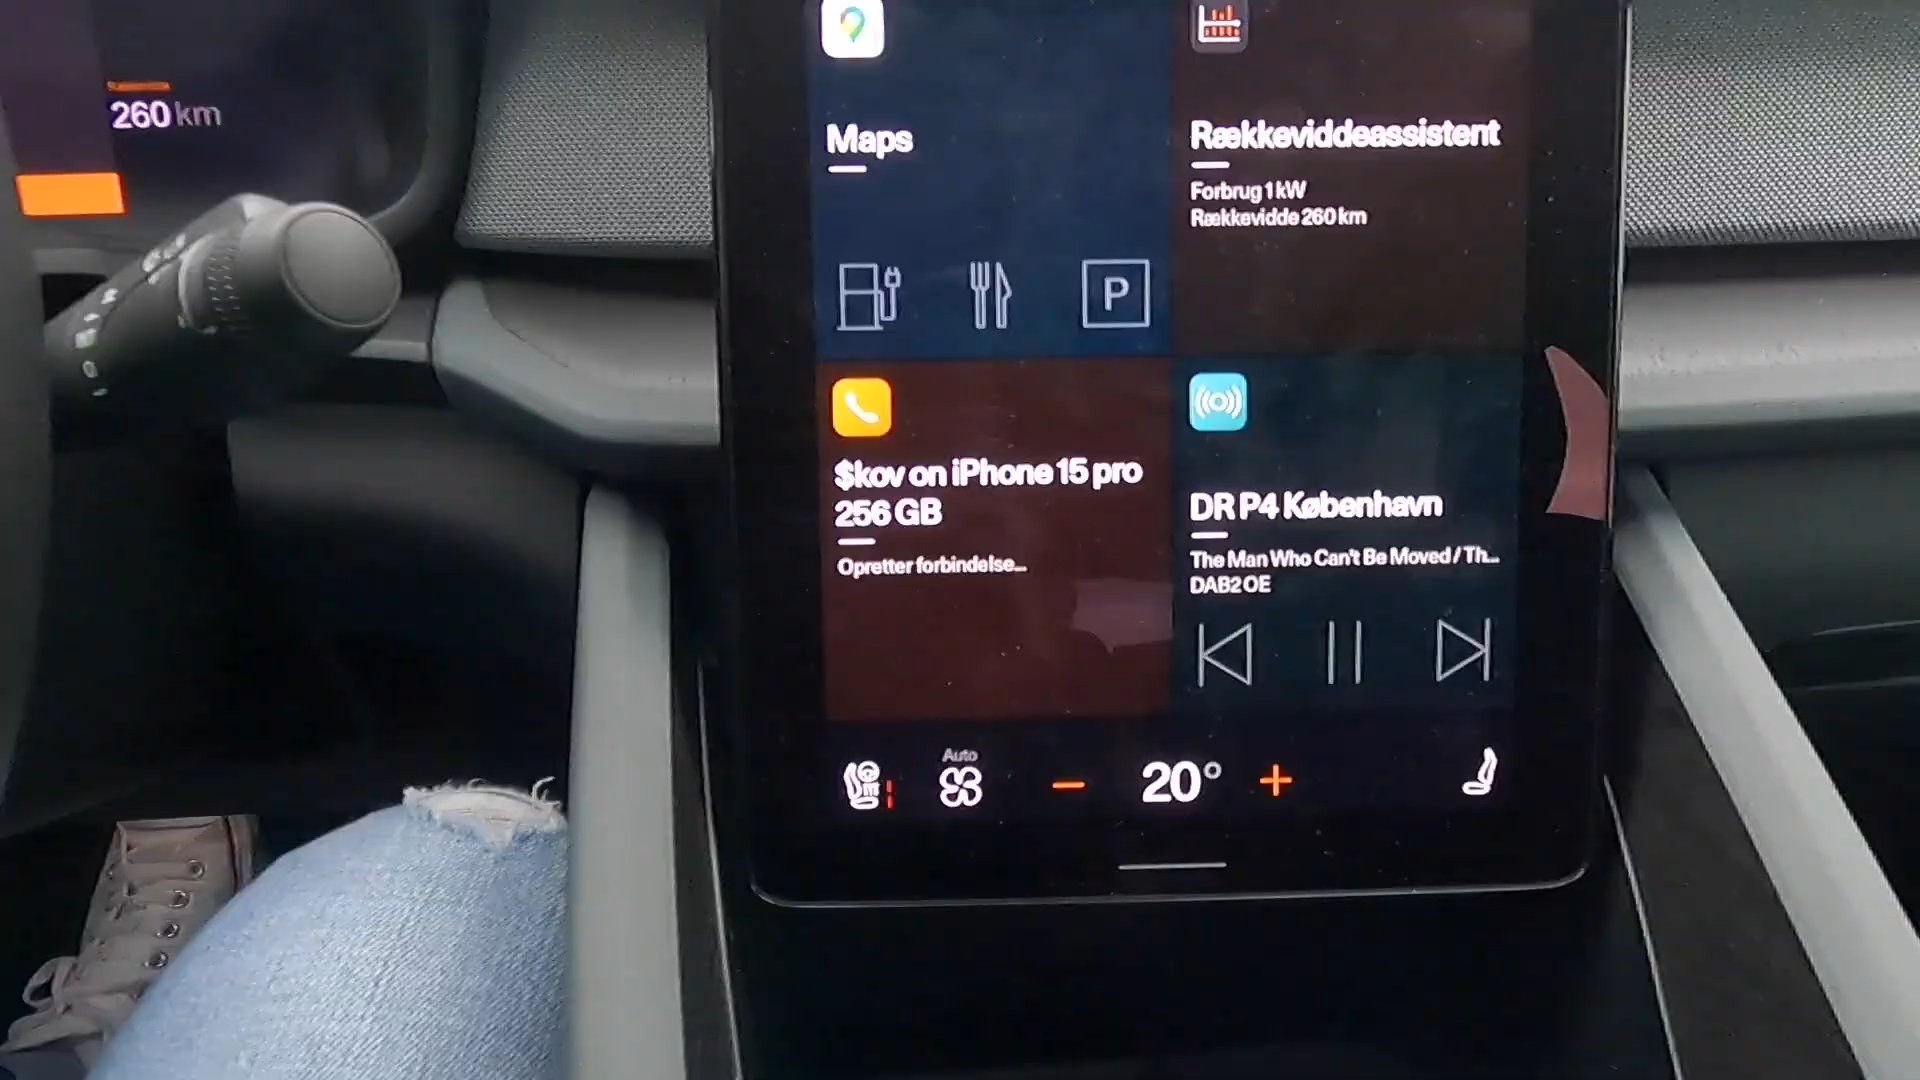 260 km
Maps
P
Rækkeviddeassistent
Forbrug 1 kW
Rækkevidde 260 km
$kov on iPhone 15 pro
256 GB
Opretter forbindelse...
DR P4 København
The Man Who Can't Be Moved / Th...
DAB2 OE
Auto
20°